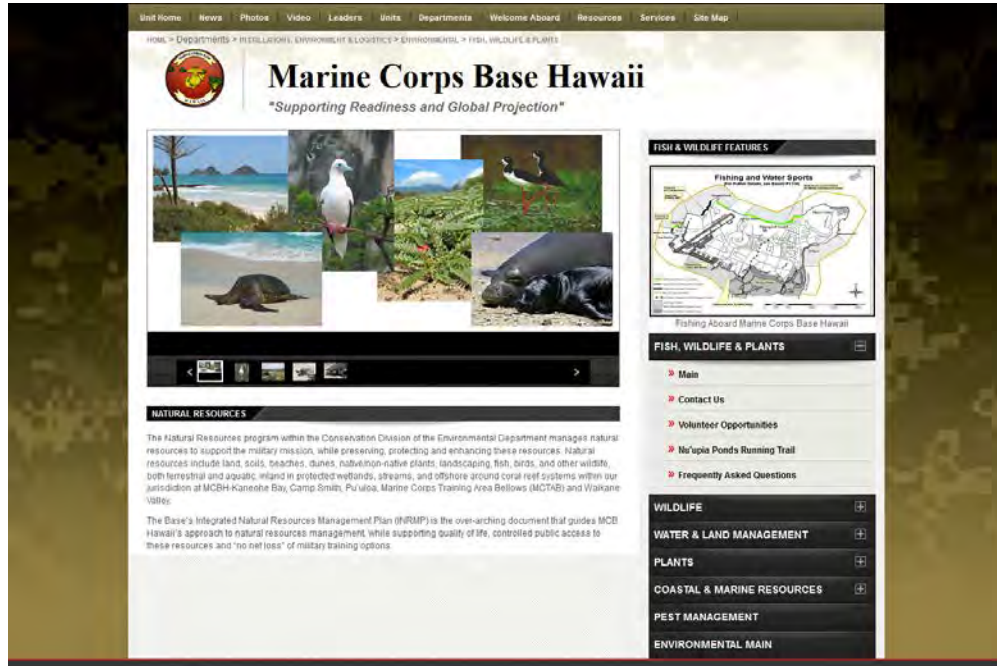 Unit Home News Photos Video Leaders Units Departments Welcome Aboard Resources Services Site Map
HOME > Departments > INSTALLATIONS, ENVIRONMENT & LOGISTICS > ENVIRONMENTAL > FISH, WILDLIFE & PLANTS
Marine Corps Base Hawaii
"Supporting Readiness and Global Projection"
NATURAL RESOURCES
The Natural Resources program within the Conservation Division of the Environmental Department manages natural
resources to support the military mission, while preserving, protecting and enhancing these resources. Natural
resources include land, soils, beaches, dunes, native/non-native plants, landscaping, fish, birds, and other wildlife,
both terrestrial and aquatic, inland in protected wetlands, streams, and offshore around coral reef systems within our
jurisdiction at MCBH-Kaneohe Bay, Camp Smith, Pu'uloa, Marine Corps Training Area Bellows (MCTAB) and Waikane
Valley.
The Base's Integrated Natural Resources Management Plan (INRMP) is the over-arching document that guides MCB
Hawaii's approach to natural resources management, while supporting quality of life, controlled public access to
these resources and "no net loss" of military training options.
FISH & WILDLIFE FEATURES
Fishing and Water Sports
Fishing Aboard Marine Corps Base Hawaii
FISH, WILDLIFE & PLANTS
» Main
» Contact Us
» Volunteer Opportunities
» Nu'upia Ponds Running Trail
» Frequently Asked Questions
WILDLIFE
WATER & LAND MANAGEMENT
PLANTS
COASTAL & MARINE RESOURCES
PEST MANAGEMENT
ENVIRONMENTAL MAIN